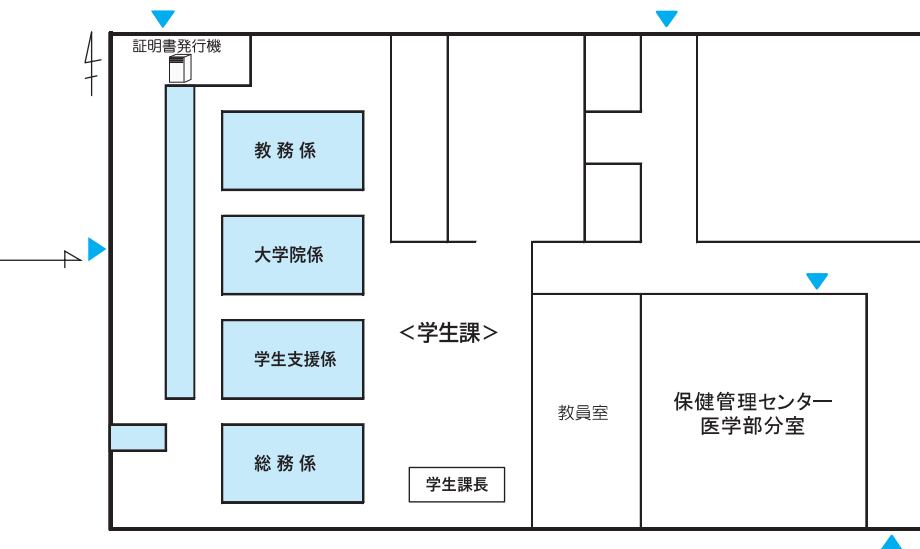 証明書発行機
教務係
大学院係
学生支援係
総務係
<学生課>
学生課長
教員室
保健管理センター
医学部分室